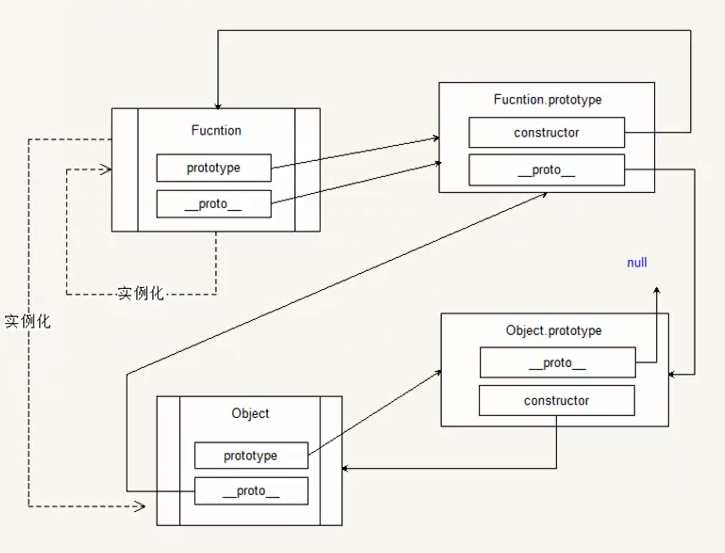 Fucntion.prototype
constructor
__proto__
Fucntion
prototype
__proto__
实例化
实例化
null
Object.prototype
__proto__
constructor
Object
prototype
__proto__